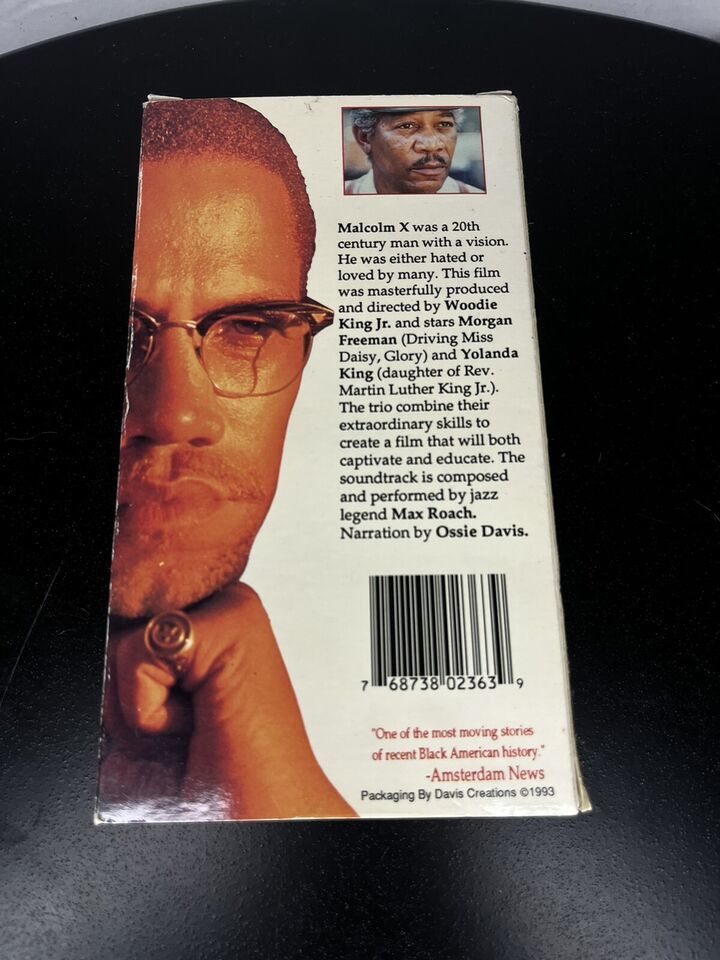 Malcolm X was a 20th
century man with a vision.
He was either hated or
loved by many. This film
was masterfully produced
and directed by Woodie
King Jr. and stars Morgan
Freeman (Driving Miss
Daisy, Glory) and Yolanda
King (daughter of Rev.
Martin Luther King Jr.).
The trio combine their
extraordinary skills to
create a film that will both
captivate and educate. The
soundtrack is composed
and performed by jazz
legend Max Roach.
Narration by Ossie Davis.
7 68738 02363 9
"One of the most moving stories
of recent Black American history."
-Amsterdam News
Packaging By Davis Creations ©1993